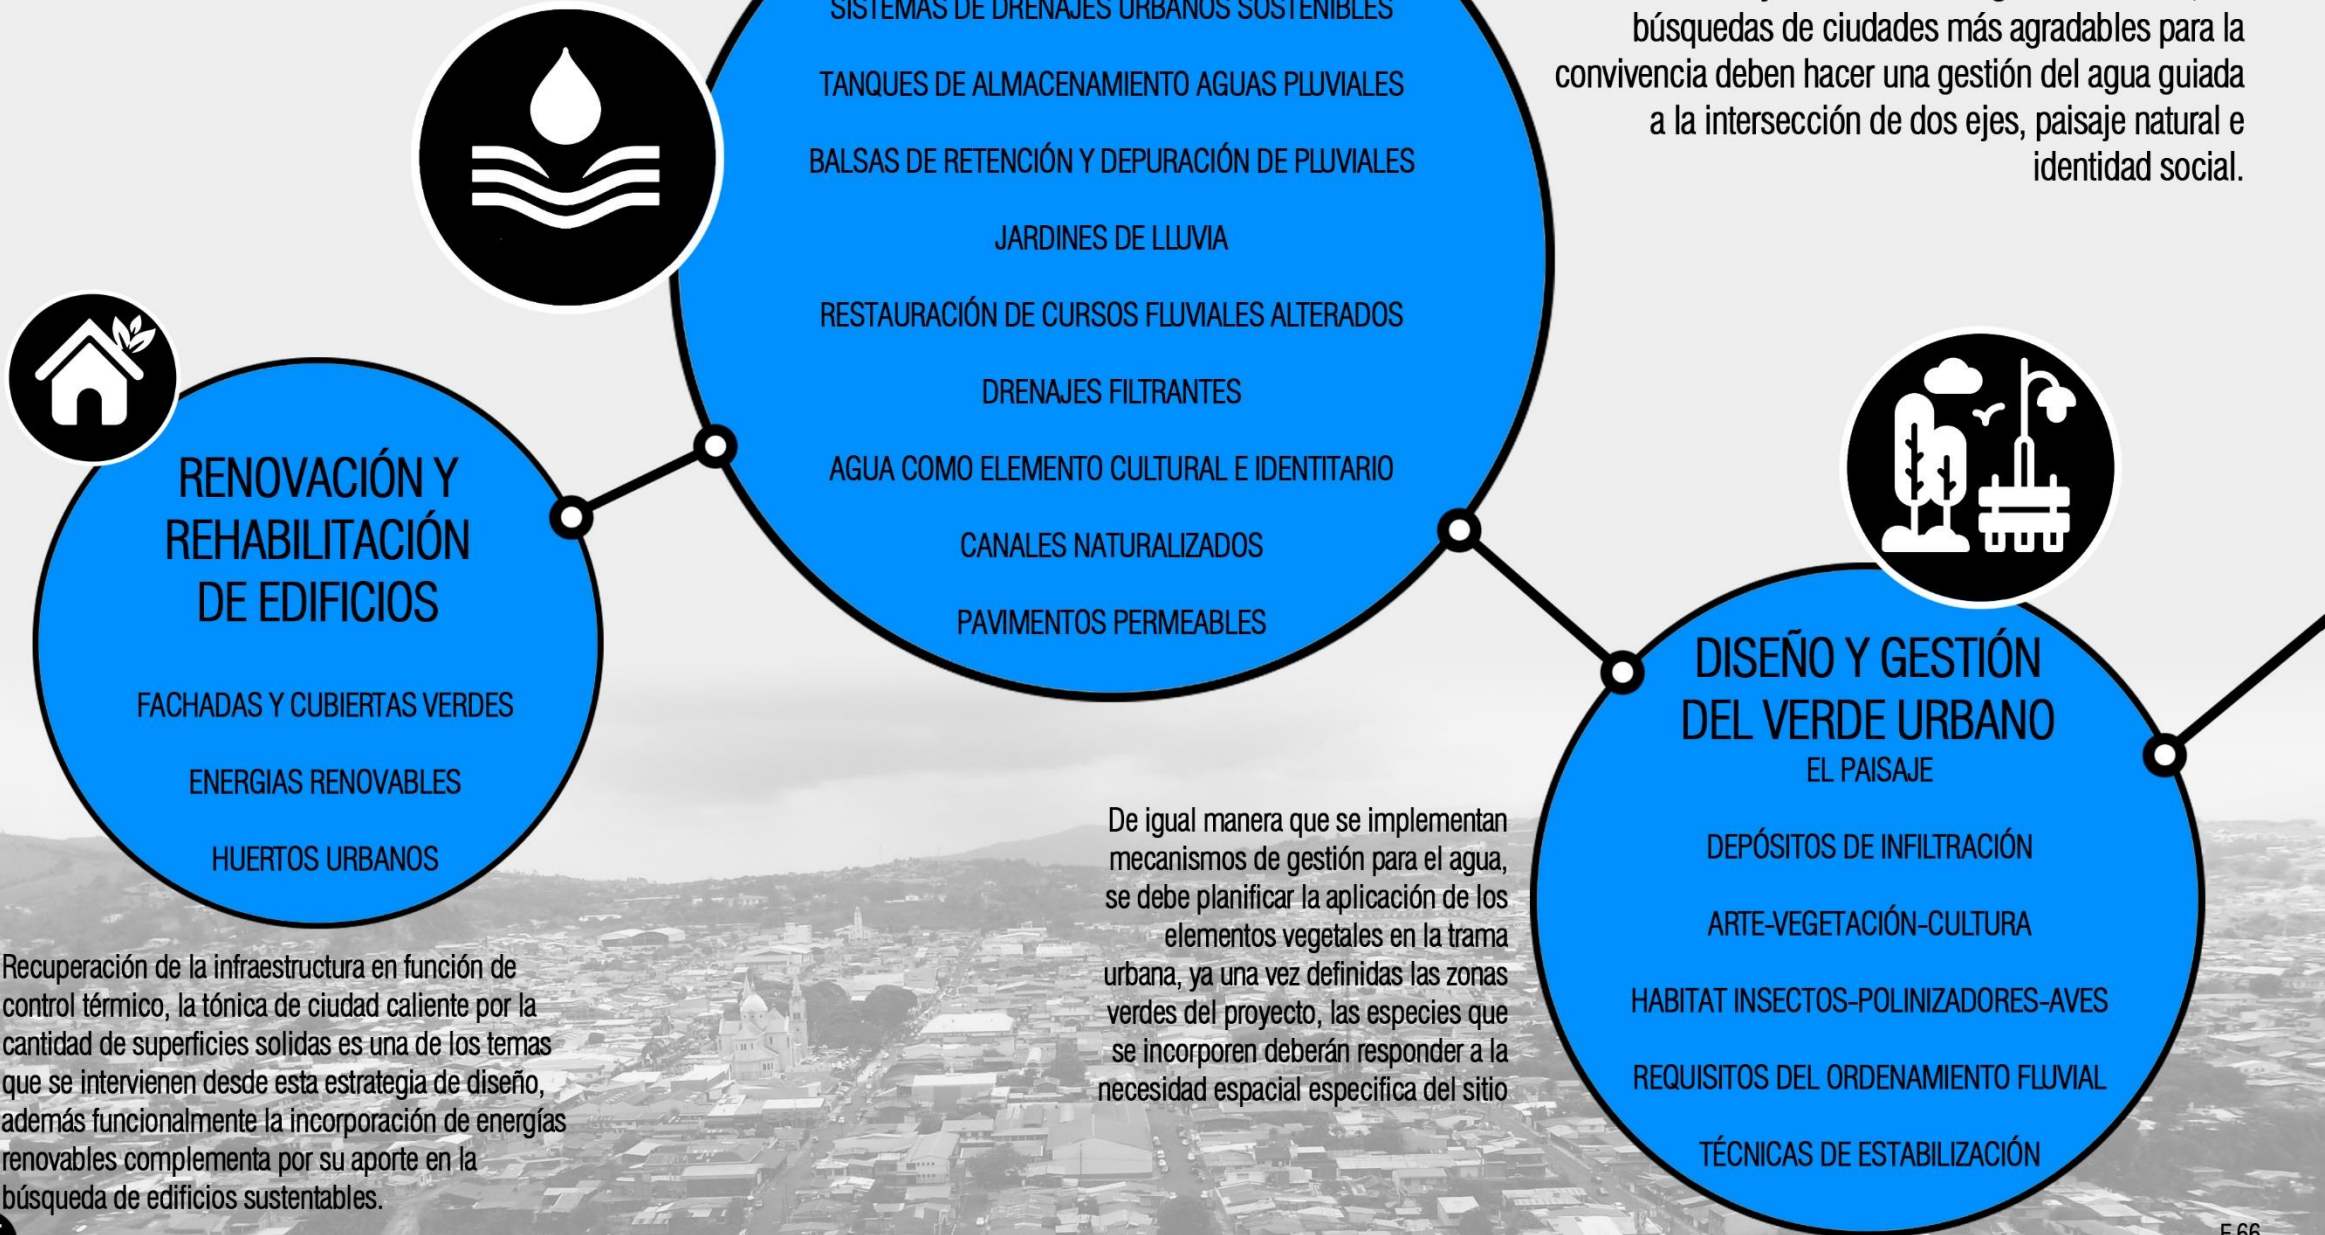 SISTEMAS DE DRENAJES URBANOS SOSTENIBLES
TANQUES DE ALMACENAMIENTO AGUAS PLUVIALES
BALSAS DE RETENCIÓN Y DEPURACIÓN DE PLUVIALES
JARDINES DE LLUVIA
RESTAURACIÓN DE CURSOS FLUVIALES ALTERADOS
DRENAJES FILTRANTES
AGUA COMO ELEMENTO CULTURAL E IDENTITARIO
CANALES NATURALIZADOS
PAVIMENTOS PERMEABLES
búsquedas de ciudades más agradables para la
convivencia deben hacer una gestión del agua guiada
a la intersección de dos ejes, paisaje natural e
identidad social.
RENOVACIÓN Y
REHABILITACIÓN
DE EDIFICIOS
FACHADAS Y CUBIERTAS VERDES
ENERGIAS RENOVABLES
HUERTOS URBANOS
Recuperación de la infraestructura en función de
control térmico, la tónica de ciudad caliente por la
cantidad de superficies solidas es una de los temas
que se intervienen desde esta estrategia de diseño,
además funcionalmente la incorporación de energías
renovables complementa por su aporte en la
búsqueda de edificios sustentables.
De igual manera que se implementan
mecanismos de gestión para el agua,
se debe planificar la aplicación de los
elementos vegetales en la trama
urbana, ya una vez definidas las zonas
verdes del proyecto, las especies que
se incorporen deberán responder a la
necesidad espacial especifica del sitio
DISEÑO Y GESTIÓN
DEL VERDE URBANO
EL PAISAJE
DEPÓSITOS DE INFILTRACIÓN
ARTE-VEGETACIÓN-CULTURA
HABITAT INSECTOS-POLINIZADORES-AVES
REQUISITOS DEL ORDENAMIENTO FLUVIAL
TÉCNICAS DE ESTABILIZACIÓN
F.66